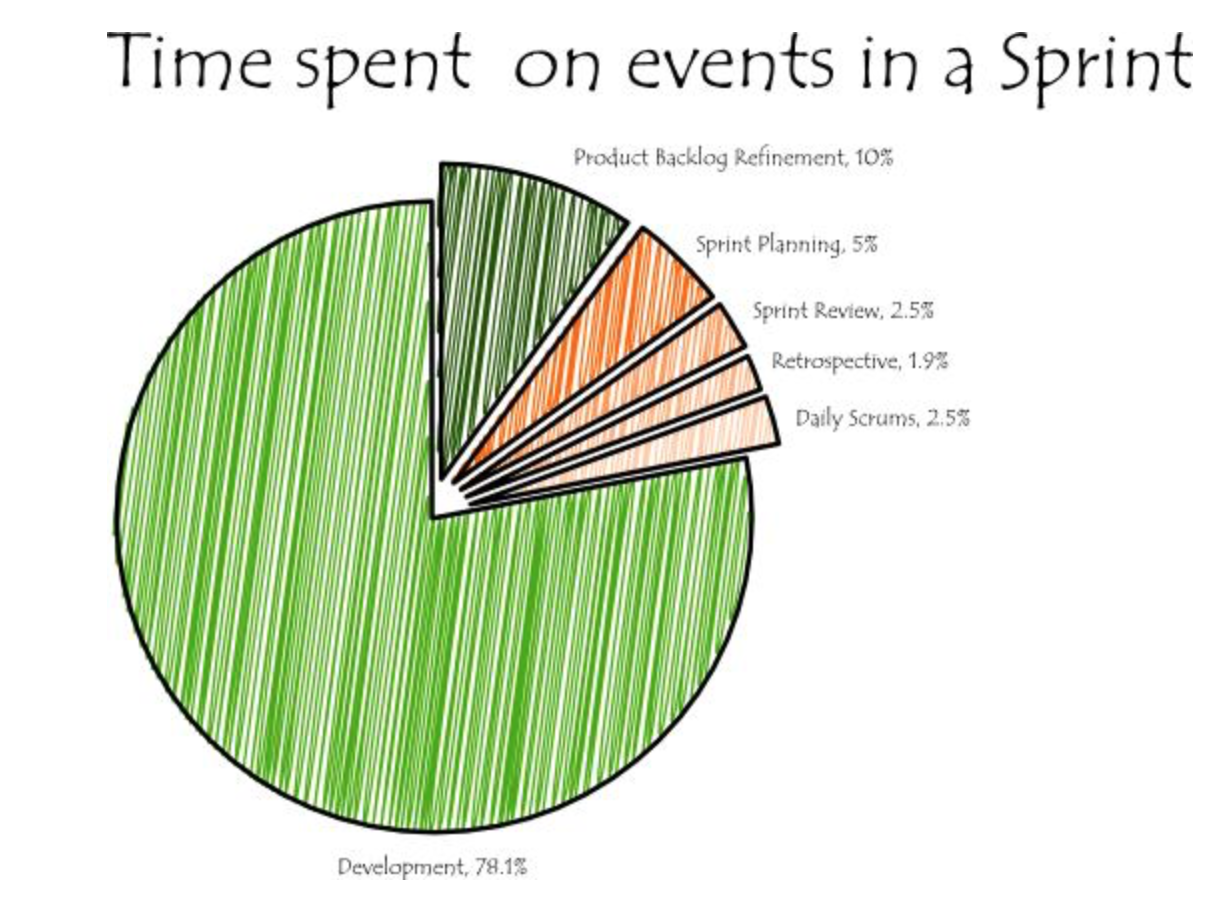 Time spent on events in a Sprint
Product Backlog Refinement, 10%
Sprint Planning, 5%
Sprint Review, 2.5%
Retrospective, 1.9%
Daily Scrums, 2.5%
Development, 78.1%